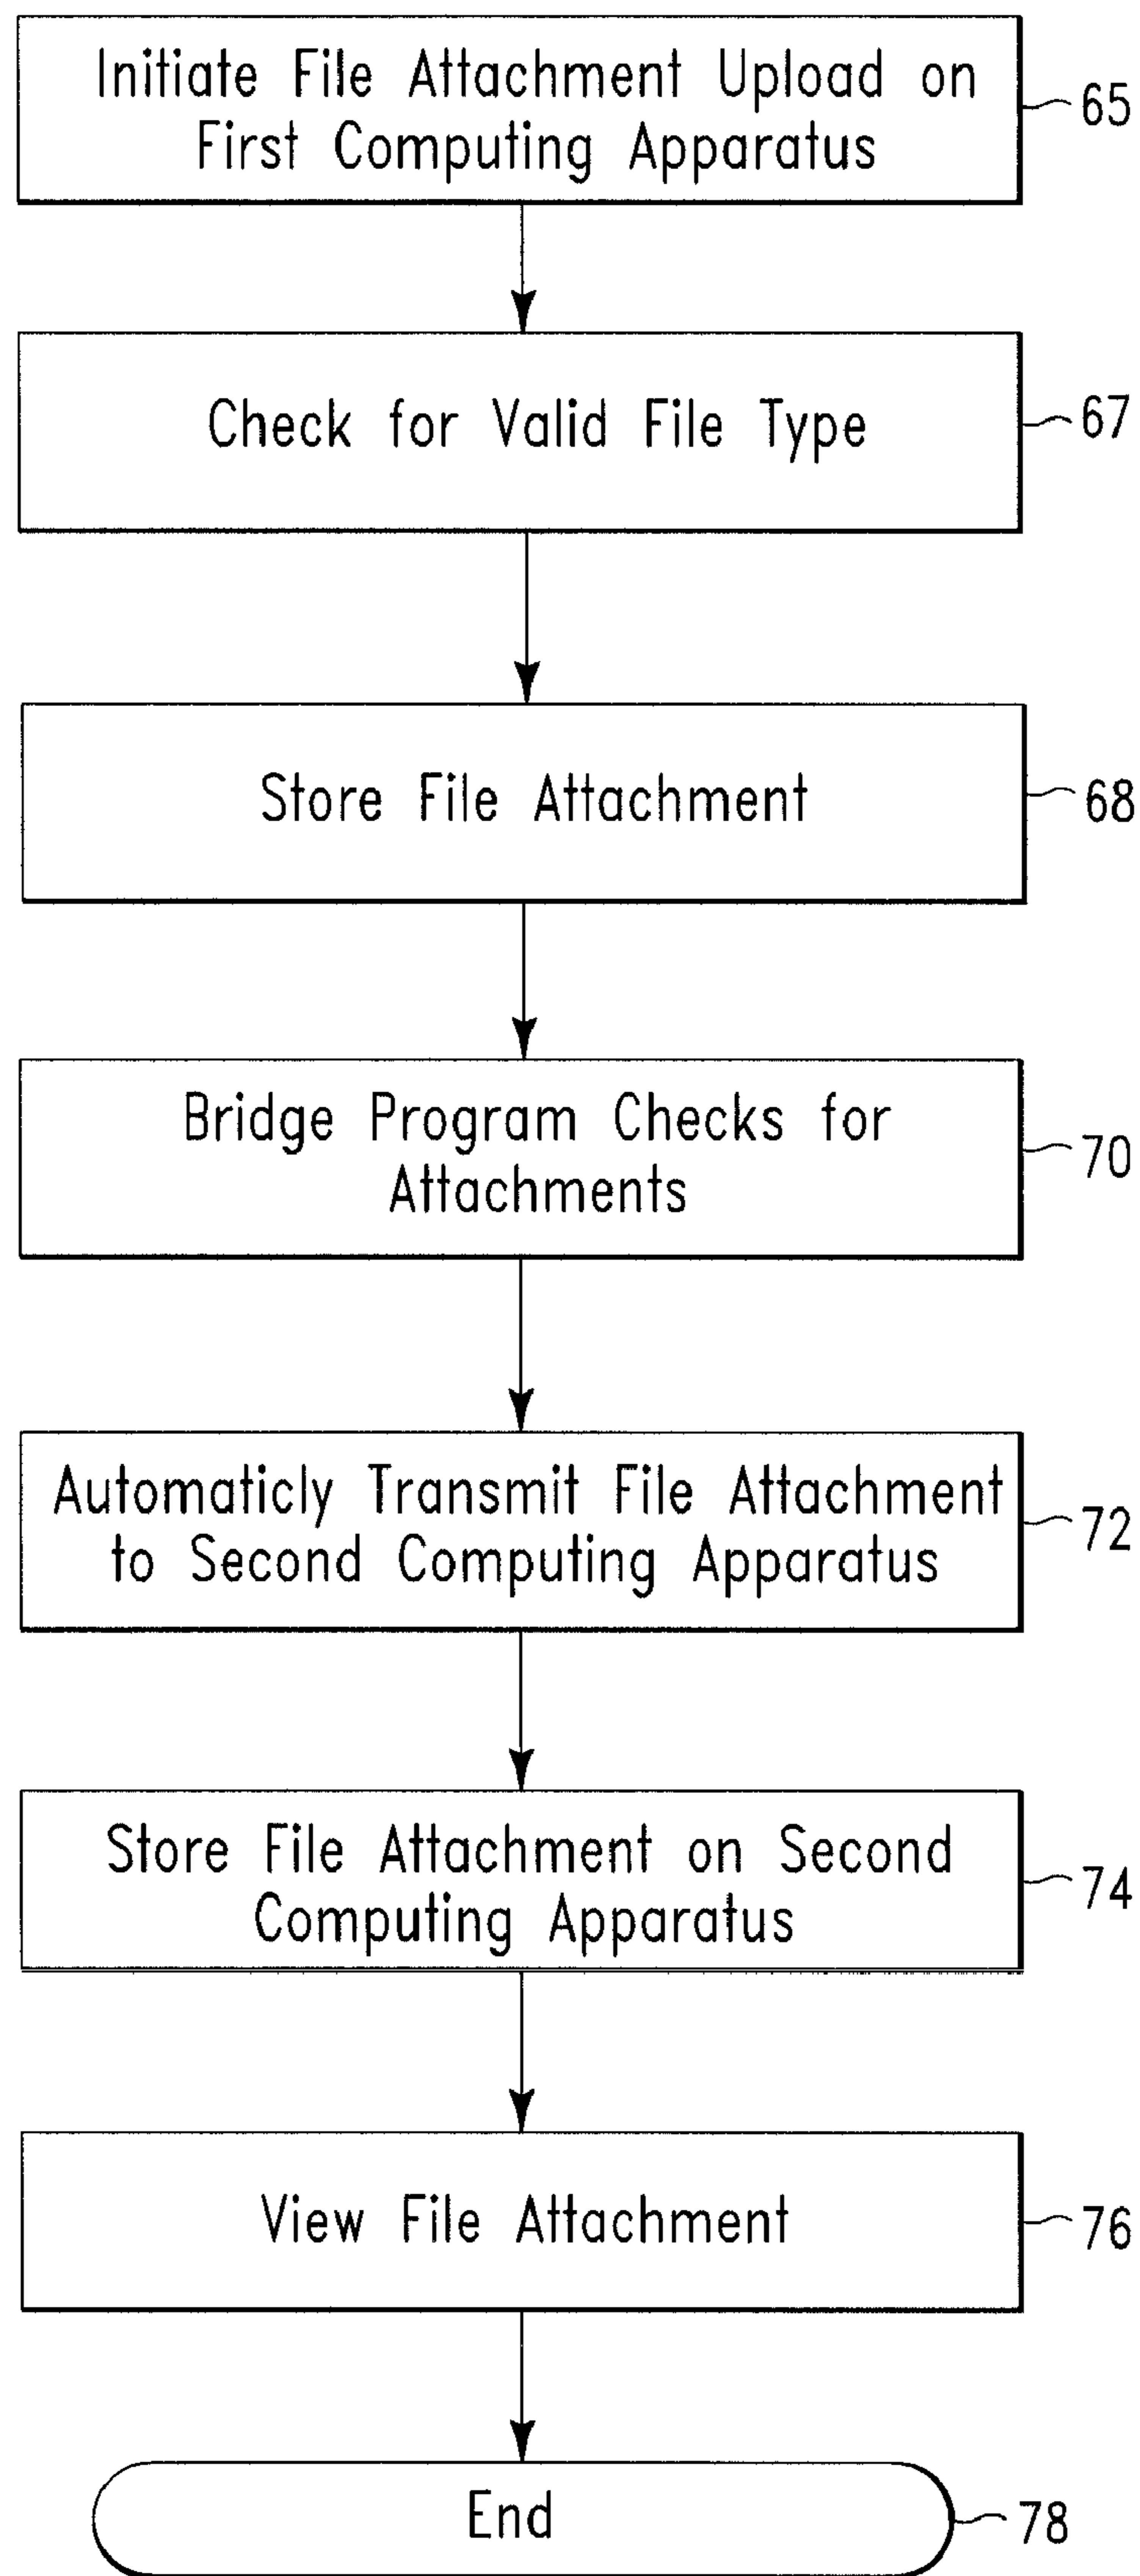 Initiate File Attachment Upload on
First Computing Apparatus
65
Check for Valid File Type
67
Store File Attachment
68
Bridge Program Checks for
Attachments
70
Automaticly Transmit File Attachment
to Second Computing Apparatus
72
Store File Attachment on Second
Computing Apparatus
74
View File Attachment
76
End
78